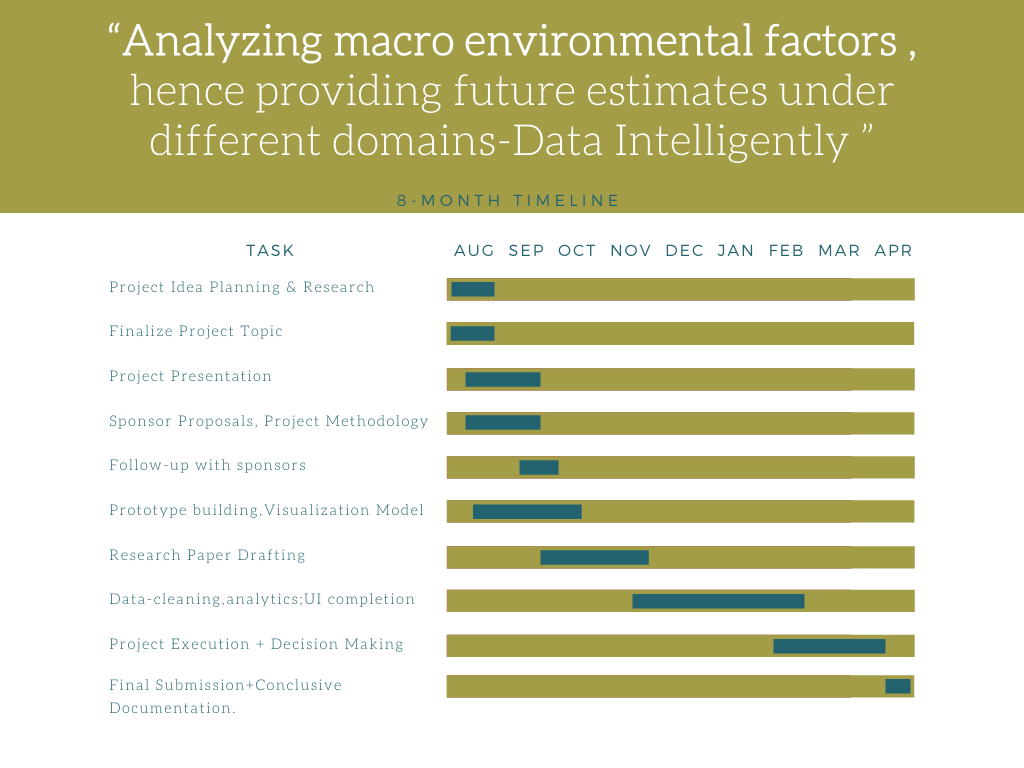 “Analyzing macro environmental factors ,
hence providing future estimates under
different domains-Data Intelligently ”
8-MONTH TIMELINE
TASK AUG SEP OCT NOV DEC JAN FEB MAR APR
Project Idea Planning & Research
Finalize Project Topic
Project Presentation
Sponsor Proposals, Project Methodology
Follow-up with sponsors
Prototype building,Visualization Model
Research Paper Drafting
Data-cleaning,analytics;UI completion
Project Execution + Decision Making
Final Submission+Conclusive
Documentation.